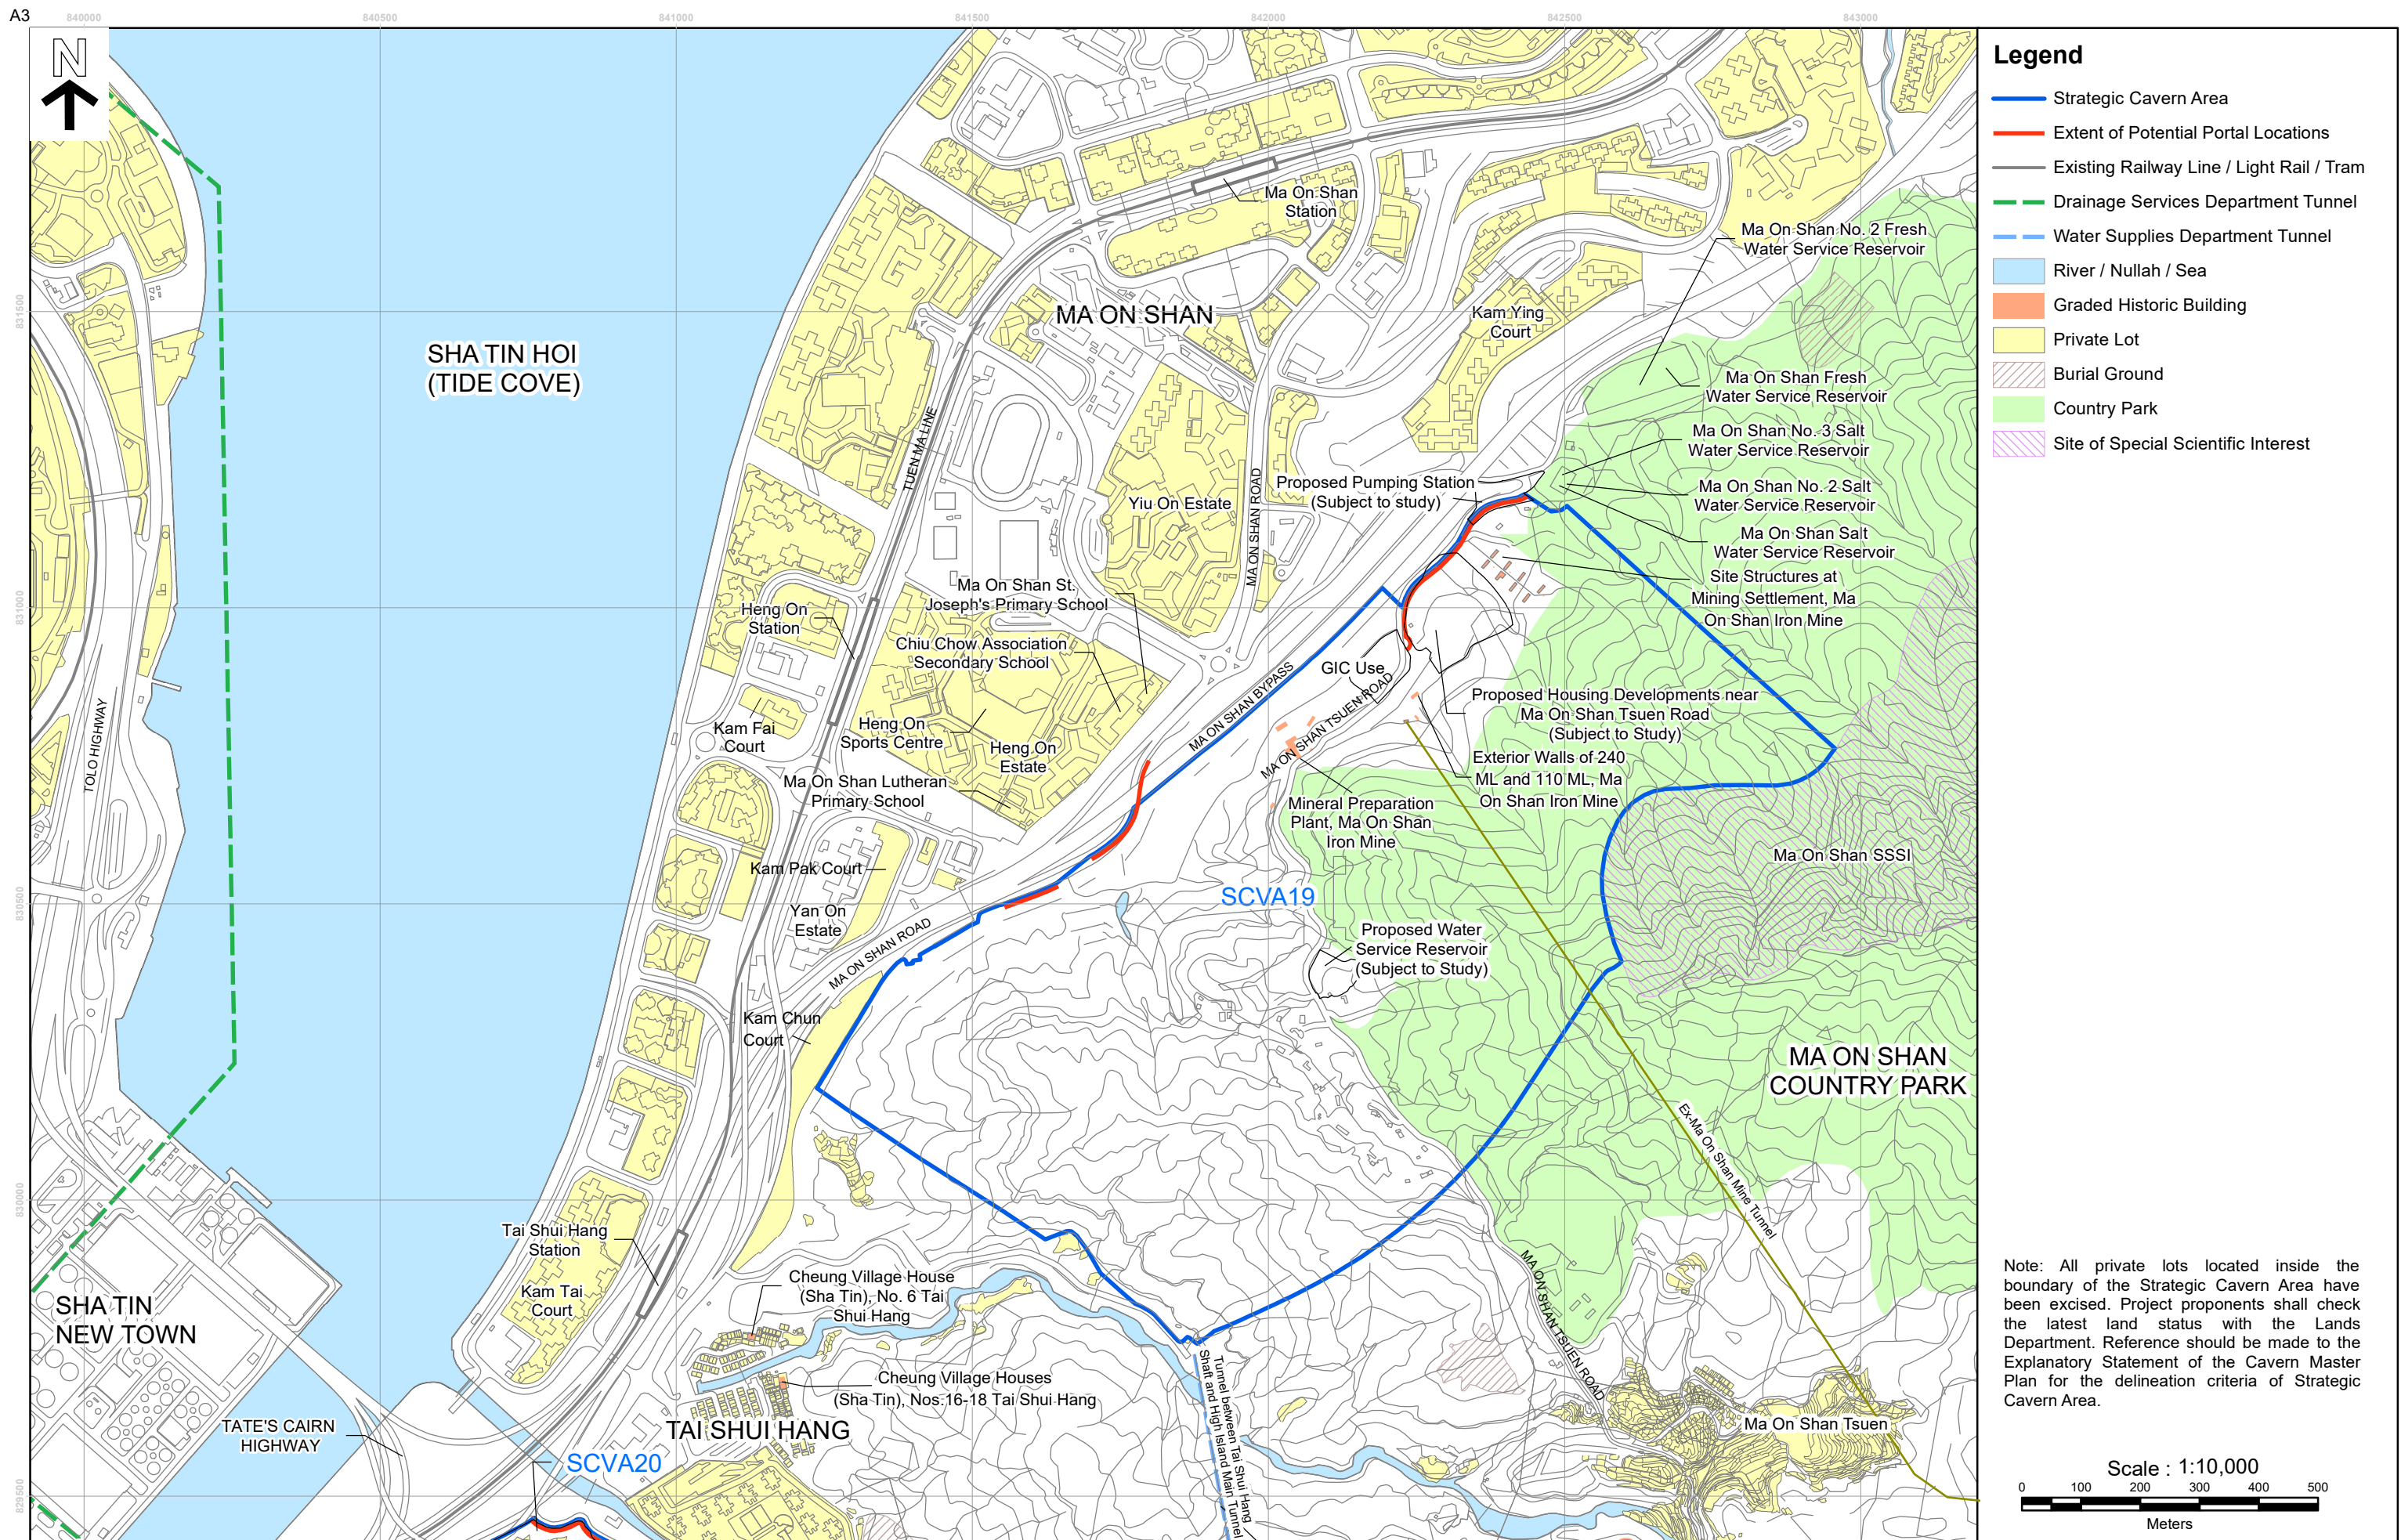 A3
840000
840500
841000
841500
842000
842500
843000
N
831500
831000
830500
830000
829500
SHA TIN HOI
(TIDE COVE)
MA ON SHAN
Ma On Shan
Station
TUEN MA LINE
Kam Ying
Court
Ma On Shan No. 2 Fresh
Water Service Reservoir
Ma On Shan Fresh
Water Service Reservoir
Ma On Shan No. 3 Salt
Water Service Reservoir
Ma On Shan No. 2 Salt
Water Service Reservoir
Ma On Shan Salt
Water Service Reservoir
Site Structures at
Mining Settlement, Ma
On Shan Iron Mine
Proposed Pumping Station
(Subject to study)
Yiu On Estate
MA ON SHAN ROAD
Ma On Shan St.
Joseph's Primary School
Heng On
Station
Chiu Chow Association
Secondary School
GIC Use
MA ON SHAN BYPASS
MA ON SHAN TSUEN ROAD
Proposed Housing Developments near
Ma On Shan Tsuen Road
(Subject to Study)
Exterior Walls of 240
ML and 110 ML, Ma
On Shan Iron Mine
TOLO HIGHWAY
Kam Fai
Court
Heng On
Sports Centre
Heng On
Estate
Ma On Shan Lutheran
Primary School
Mineral Preparation
Plant, Ma On Shan
Iron Mine
Ma On Shan SSSI
Kam Pak Court
SCVA19
Yan On
Estate
MA ON SHAN ROAD
Proposed Water
Service Reservoir
(Subject to Study)
Kam Chun
Court
MA ON SHAN
COUNTRY PARK
Ex-Ma On Shan Mine Tunnel
Tai Shui Hang
Station
Kam Tai
Court
Cheung Village House
(Sha Tin), No. 6 Tai
Shui Hang
MA ON SHAN TSUEN ROAD
SHA TIN
NEW TOWN
Cheung Village Houses
(Sha Tin), Nos.16-18 Tai Shui Hang
Tunnel between Tai Shui Hang
Shaft and High Island Main Tunnel
TAI SHUI HANG
TATE'S CAIRN
HIGHWAY
SCVA20
Ma On Shan Tsuen
Legend
Strategic Cavern Area
Extent of Potential Portal Locations
Existing Railway Line / Light Rail / Tram
Drainage Services Department Tunnel
Water Supplies Department Tunnel
River / Nullah / Sea
Graded Historic Building
Private Lot
Burial Ground
Country Park
Site of Special Scientific Interest
Note: All private lots located inside the
boundary of the Strategic Cavern Area have
been excised. Project proponents shall check
the latest land status with the Lands
Department. Reference should be made to the
Explanatory Statement of the Cavern Master
Plan for the delineation criteria of Strategic
Cavern Area.
Scale : 1:10,000
0 100 200 300 400 500
Meters